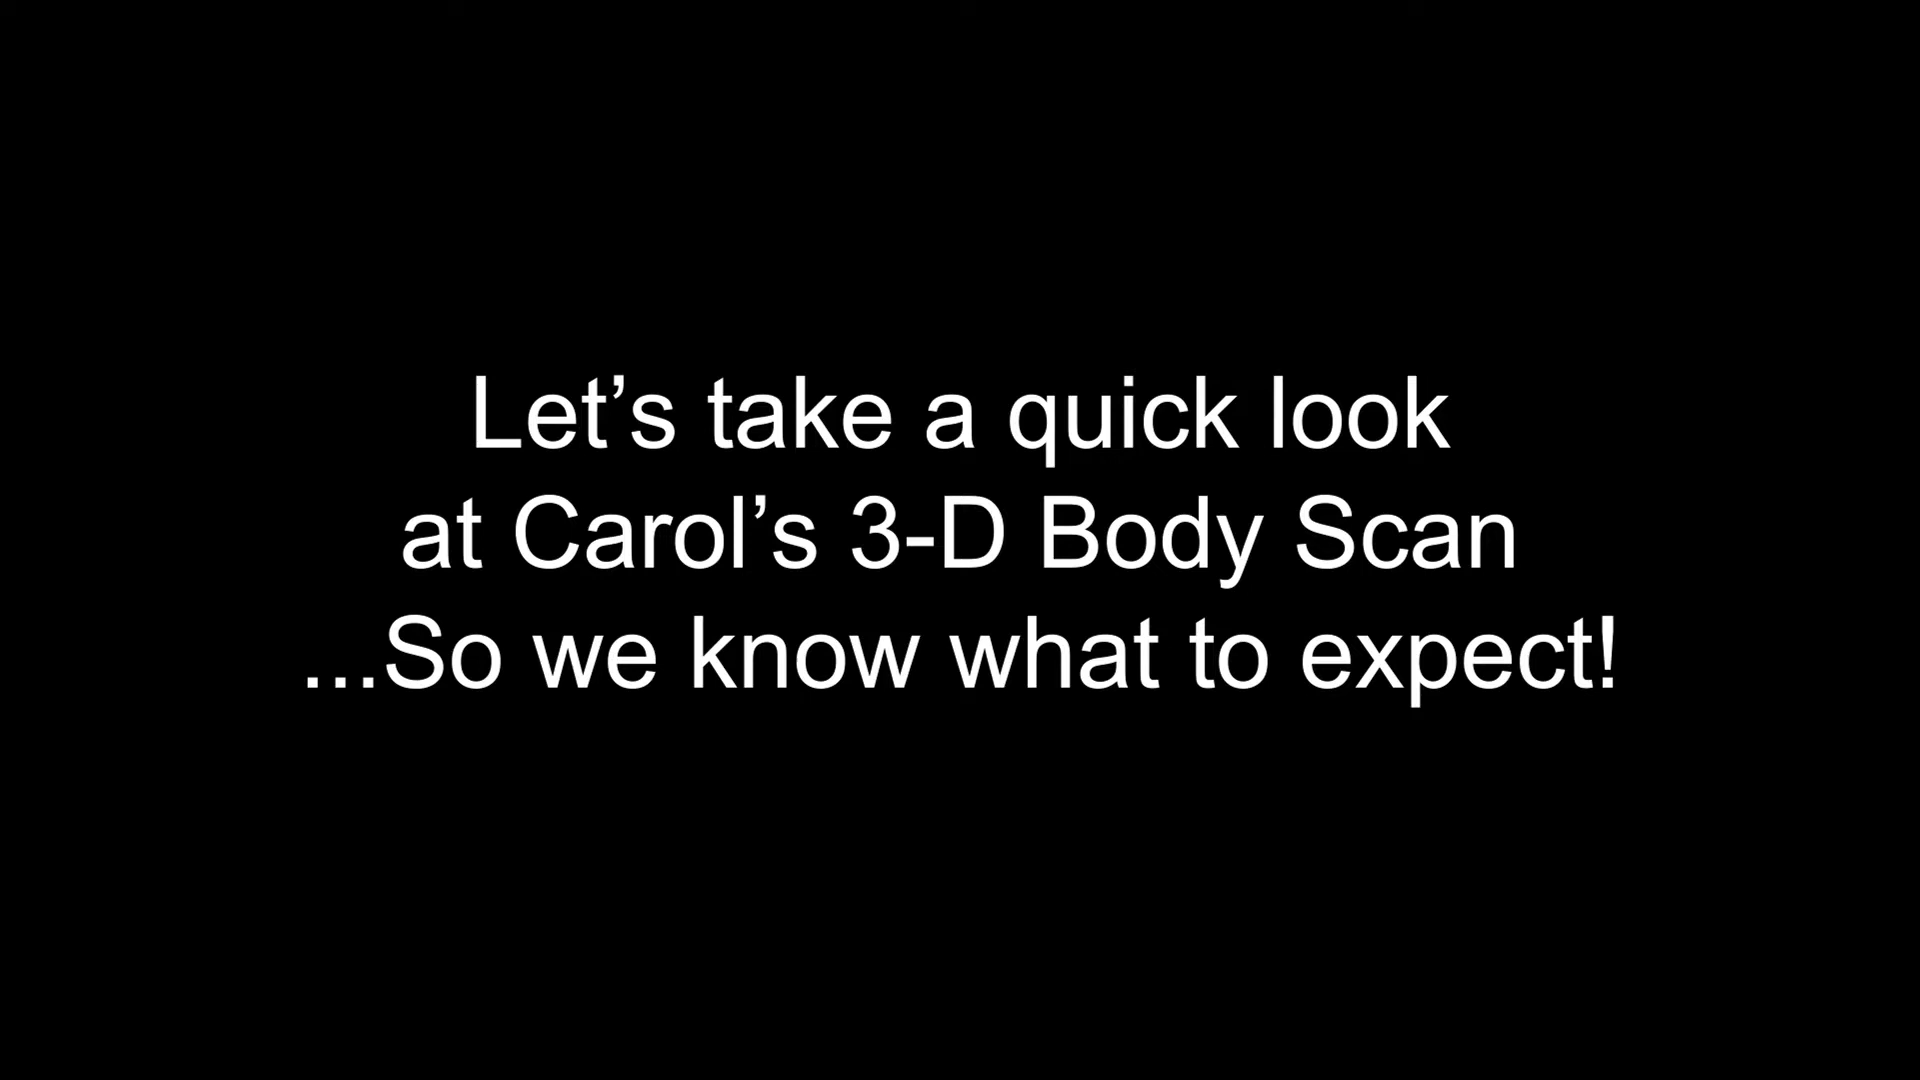 Let’s take a quick look
at Carol’s 3-D Body Scan
...So we know what to expect!